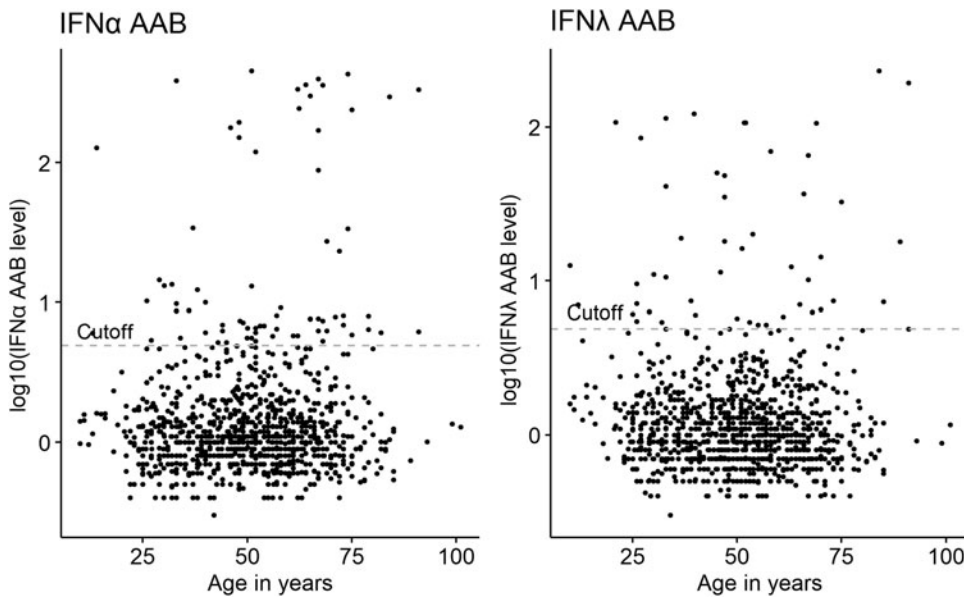 IFNα AAB
log10(IFNα AAB level)
2
1
0
Cutoff
25 50 75 100
Age in years
IFNλ AAB
log10(IFNλ AAB level)
2
1
0
Cutoff
25 50 75 100
Age in years